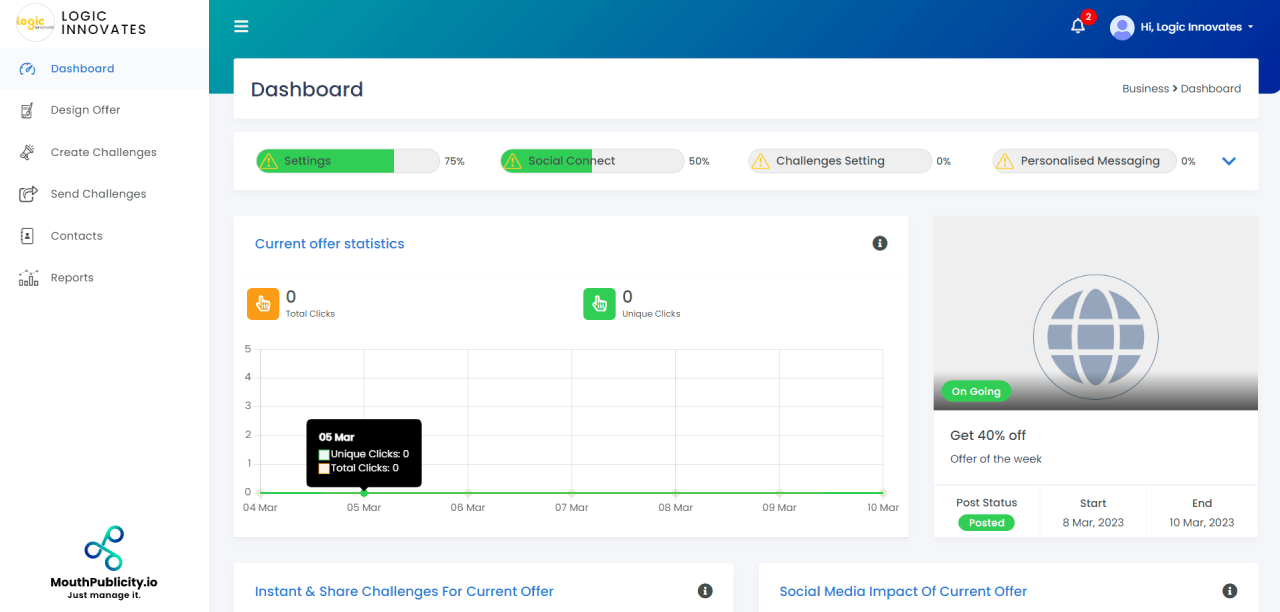 logic
LOGIC
INNOVATES
2
Hi, Logic Innovates
Dashboard
Dashboard
Business > Dashboard
Design Offer
Create Challenges
Send Challenges
Contacts
Reports
Settings 75%
Social Connect 50%
Challenges Setting 0%
Personalised Messaging 0%
Current offer statistics
0
Total Clicks
0
Unique Clicks
5
4
3
2
1
0
05 Mar
Unique Clicks: 0
Total Clicks: 0
04 Mar 05 Mar 06 Mar 07 Mar 08 Mar 09 Mar 10 Mar
On Going
Get 40% off
Offer of the week
Post Status
Posted
Start
8 Mar, 2023
End
10 Mar, 2023
MouthPublicity.io
Just manage it.
Instant & Share Challenges For Current Offer
Social Media Impact Of Current Offer